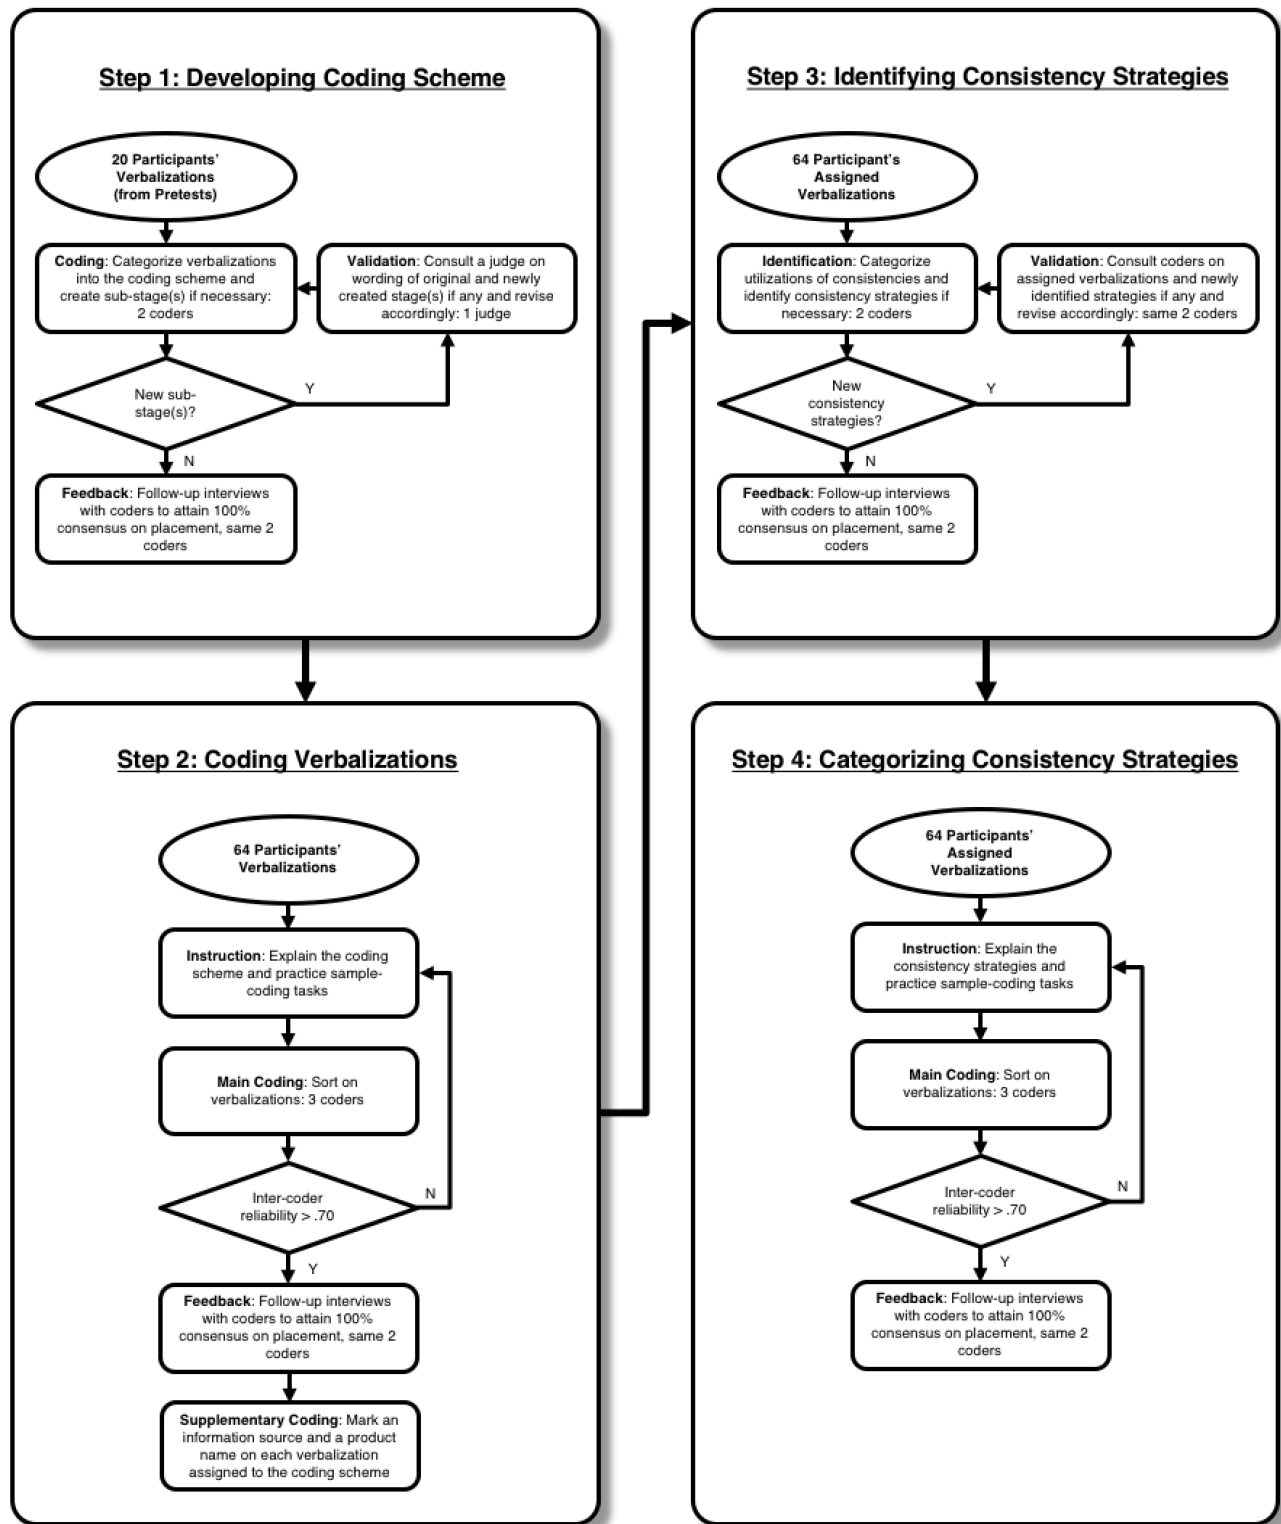 Step 1: Developing Coding Scheme
20 Participants'
Verbalizations
(from Pretests)
Coding: Categorize verbalizations
into the coding scheme and
create sub-stage(s) if necessary:
2 coders
Validation: Consult a judge on
wording of original and newly
created stage(s) if any and revise
accordingly: 1 judge
New sub-
stage(s)?
Y
N
Feedback: Follow-up interviews
with coders to attain 100%
consensus on placement, same 2
coders
Step 2: Coding Verbalizations
64 Participants'
Verbalizations
Instruction: Explain the coding
scheme and practice sample-
coding tasks
Main Coding: Sort on
verbalizations: 3 coders
Inter-coder
reliability > .70
N
Y
Feedback: Follow-up interviews
with coders to attain 100%
consensus on placement, same 2
coders
Supplementary Coding: Mark an
information source and a product
name on each verbalization
assigned to the coding scheme
Step 3: Identifying Consistency Strategies
64 Participant's
Assigned
Verbalizations
Identification: Categorize
utilizations of consistencies and
identify consistency strategies if
necessary: 2 coders
Validation: Consult coders on
assigned verbalizations and newly
identified strategies if any and
revise accordingly: same 2 coders
New
consistency
strategies?
Y
N
Feedback: Follow-up interviews
with coders to attain 100%
consensus on placement, same 2
coders
Step 4: Categorizing Consistency Strategies
64 Participants'
Assigned
Verbalizations
Instruction: Explain the
consistency strategies and
practice sample-coding tasks
Main Coding: Sort on
verbalizations: 3 coders
Inter-coder
reliability > .70
N
Y
Feedback: Follow-up interviews
with coders to attain 100%
consensus on placement, same 2
coders